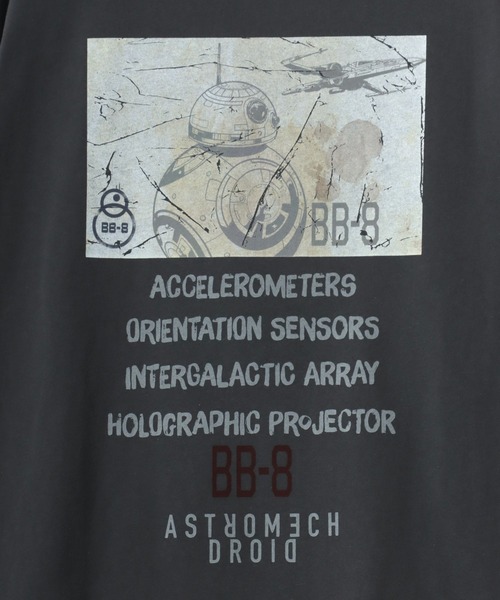 BB-8
BB-8
ACCELEROMETERS
ORIENTATION SENSORS
INTERGALACTIC ARRAY
HOLOGRAPHIC PROJECTOR
BB-8
ASTROMECH
DROID